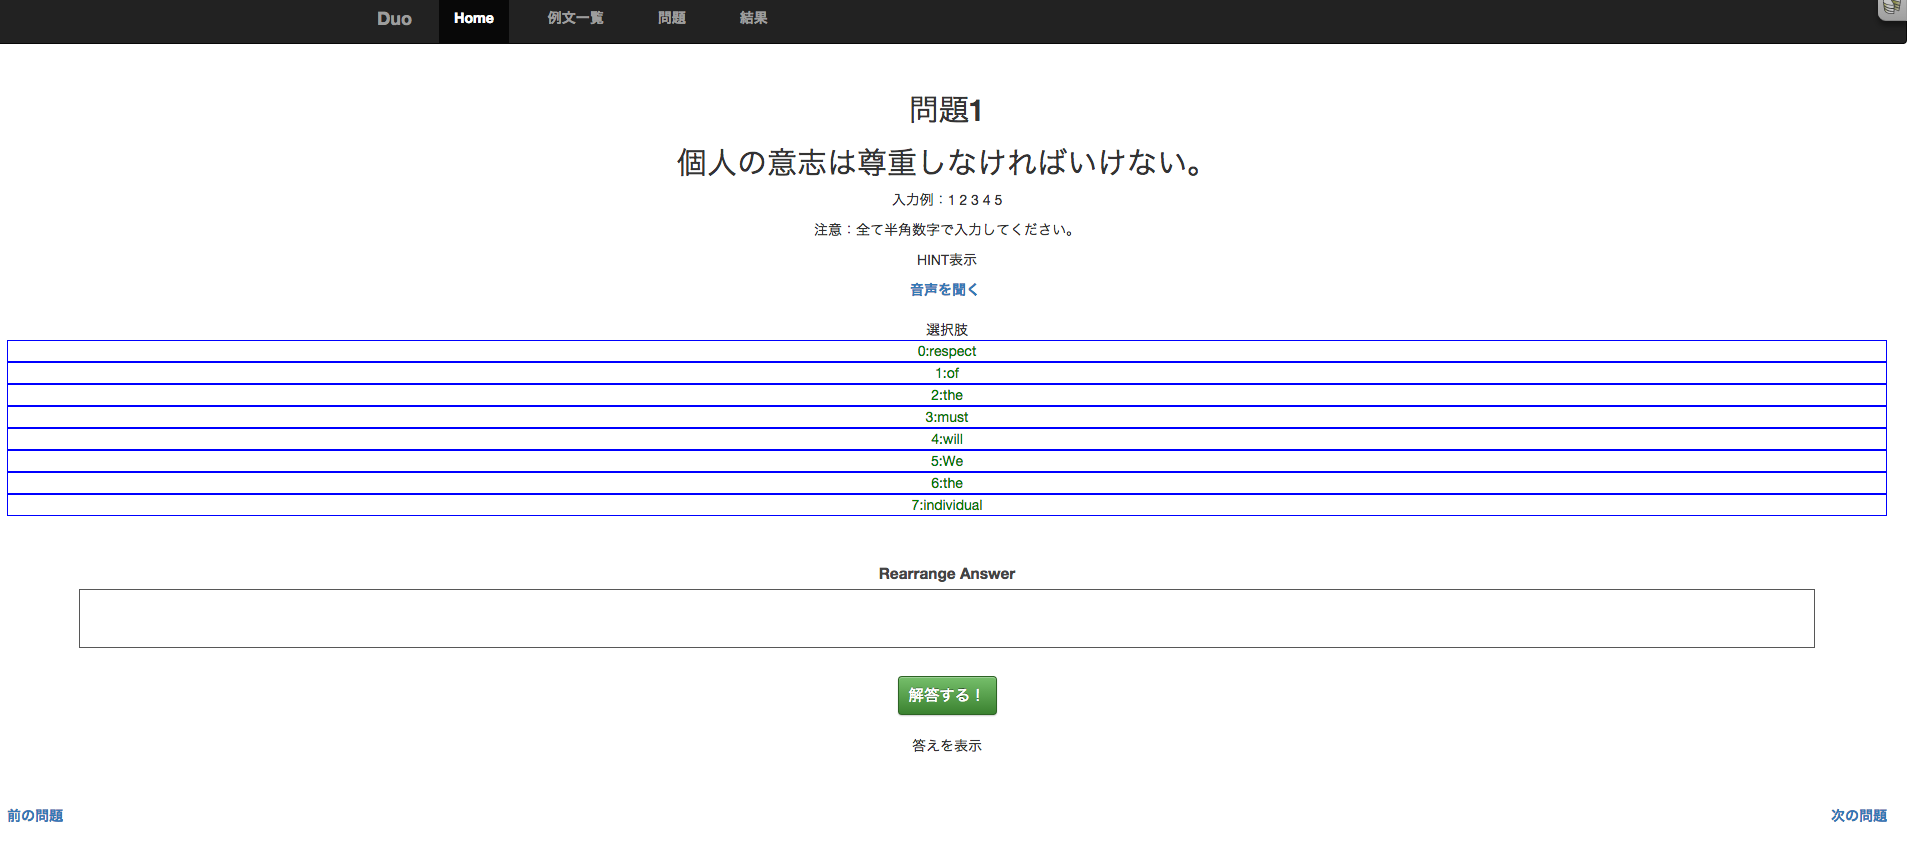 Duo Home 例文一覧 問題 結果
問題1
個人の意志は尊重しなければいけない。
入力例：1 2 3 4 5
注意：全て半角数字で入力してください。
HINT表示
音声を聞く
選択肢
0:respect
1:of
2:the
3:must
4:will
5:We
6:the
7:individual
Rearrange Answer
解答する！
答えを表示
前の問題 次の問題